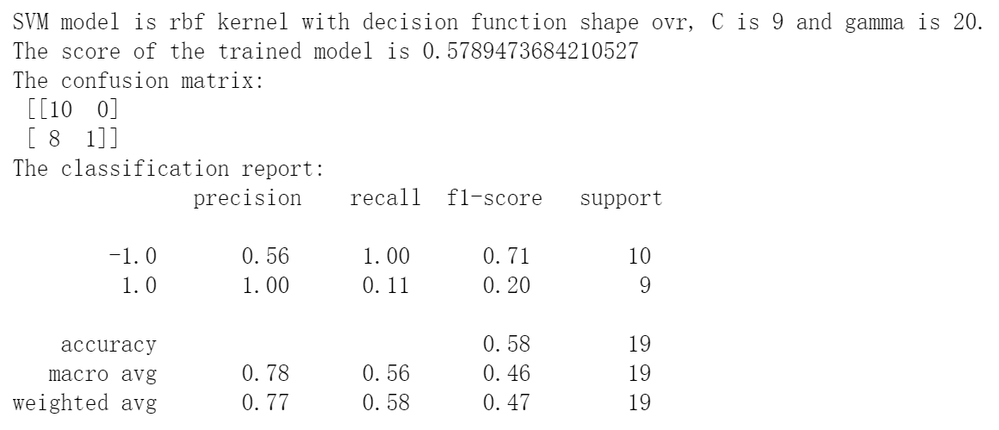 SVM model is rbf kernel with decision function shape ovr, C is 9 and gamma is 20.
The score of the trained model is 0.5789473684210527
The confusion matrix:
[[10 0]
[ 8 1]]
The classification report:
precision recall f1-score support
-1.0 0.56 1.00 0.71 10
1.0 1.00 0.11 0.20 9
accuracy 0.58 19
macro avg 0.78 0.56 0.46 19
weighted avg 0.77 0.58 0.47 19